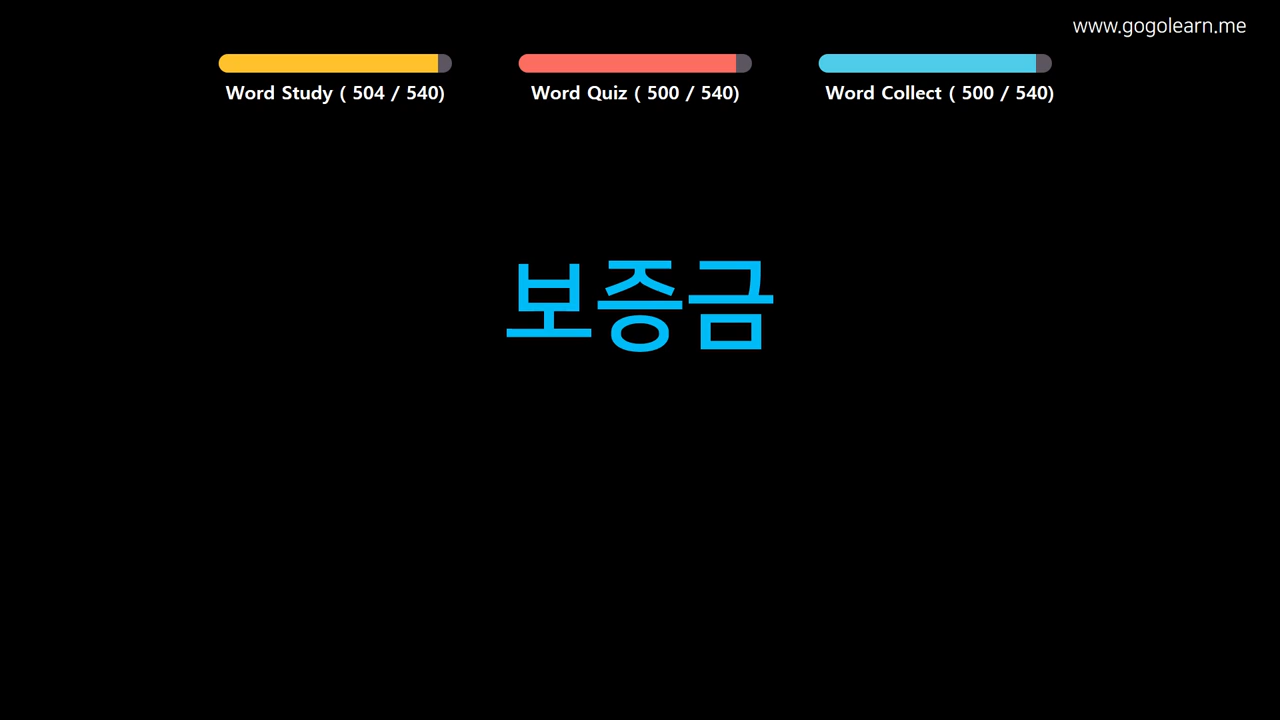 www.gogolearn.me
Word Study ( 504 / 540)
Word Quiz ( 500 / 540)
Word Collect ( 500 / 540)
보증금